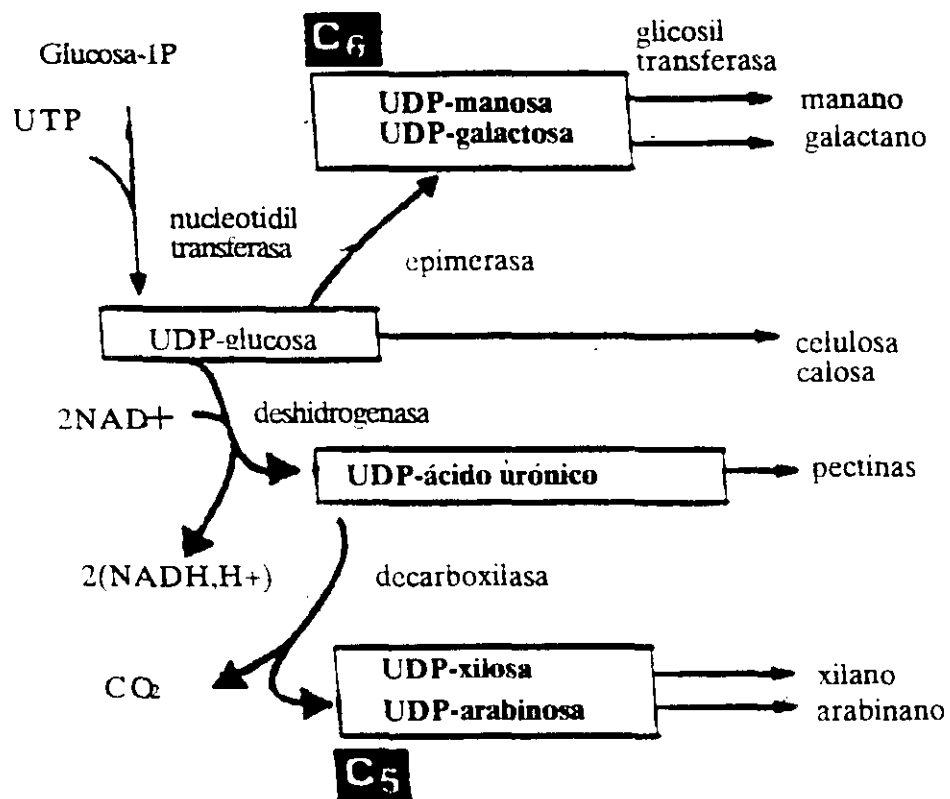 C6
Glucosa-1P
glicosil
transferasa
UTP
UDP-manosa
UDP-galactosa
manano
galactano
nucleotidil
transferasa
epimerasa
UDP-glucosa
celulosa
calosa
2NAD+
deshidrogenasa
UDP-ácido urónico
pectinas
2(NADH,H+)
decarboxilasa
CO2
UDP-xilosa
UDP-arabinosa
xilano
arabinano
C5